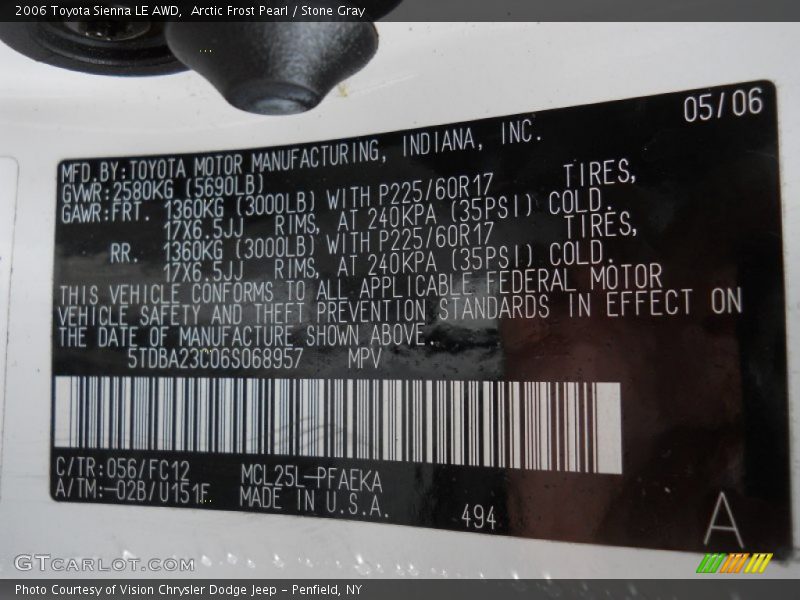 2006 Toyota Sienna LE AWD,  Arctic Frost Pearl / Stone Gray
05/06
MFD.BY:TOYOTA MOTOR MANUFACTURING, INDIANA, INC.
GVWR:2580KG (5690LB)
GAWR:FRT. 1360KG (3000LB) WITH P225/60R17 TIRES,
17X6.5JJ RIMS, AT 240KPA (35PSI) COLD.
RR. 1360KG (3000LB) WITH P225/60R17 TIRES,
17X6.5JJ RIMS, AT 240KPA (35PSI) COLD.
THIS VEHICLE CONFORMS TO ALL APPLICABLE FEDERAL MOTOR
VEHICLE SAFETY AND THEFT PREVENTION STANDARDS IN EFFECT ON
THE DATE OF MANUFACTURE SHOWN ABOVE.
5TDBA23C06S068957 MPV
C/TR:056/FC12 MCL25L-PFAEKA
A/TM:-02B/U151F MADE IN U.S.A.
494
A
GTCARLOT.COM
Photo Courtesy of Vision Chrysler Dodge Jeep - Penfield, NY